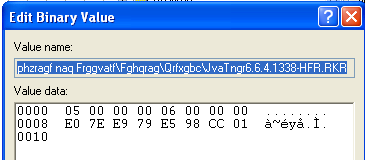 Edit Binary Value
Value name:
phzragf naq Frggvatf\Fghqrag\Qrfxgbc\JvaTngr6.6.4.1338-HFR.RKR
Value data:
0000 05 00 00 00 06 00 00 00 ........
0008 E0 7E E9 79 E5 98 CC 01 à~éyå.Ì.
0010